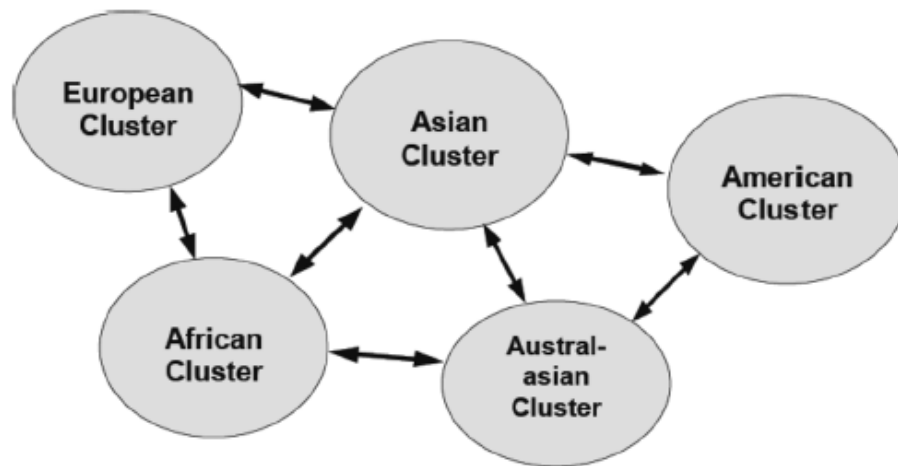 European
Cluster
Asian
Cluster
American
Cluster
African
Cluster
Austral-
asian
Cluster